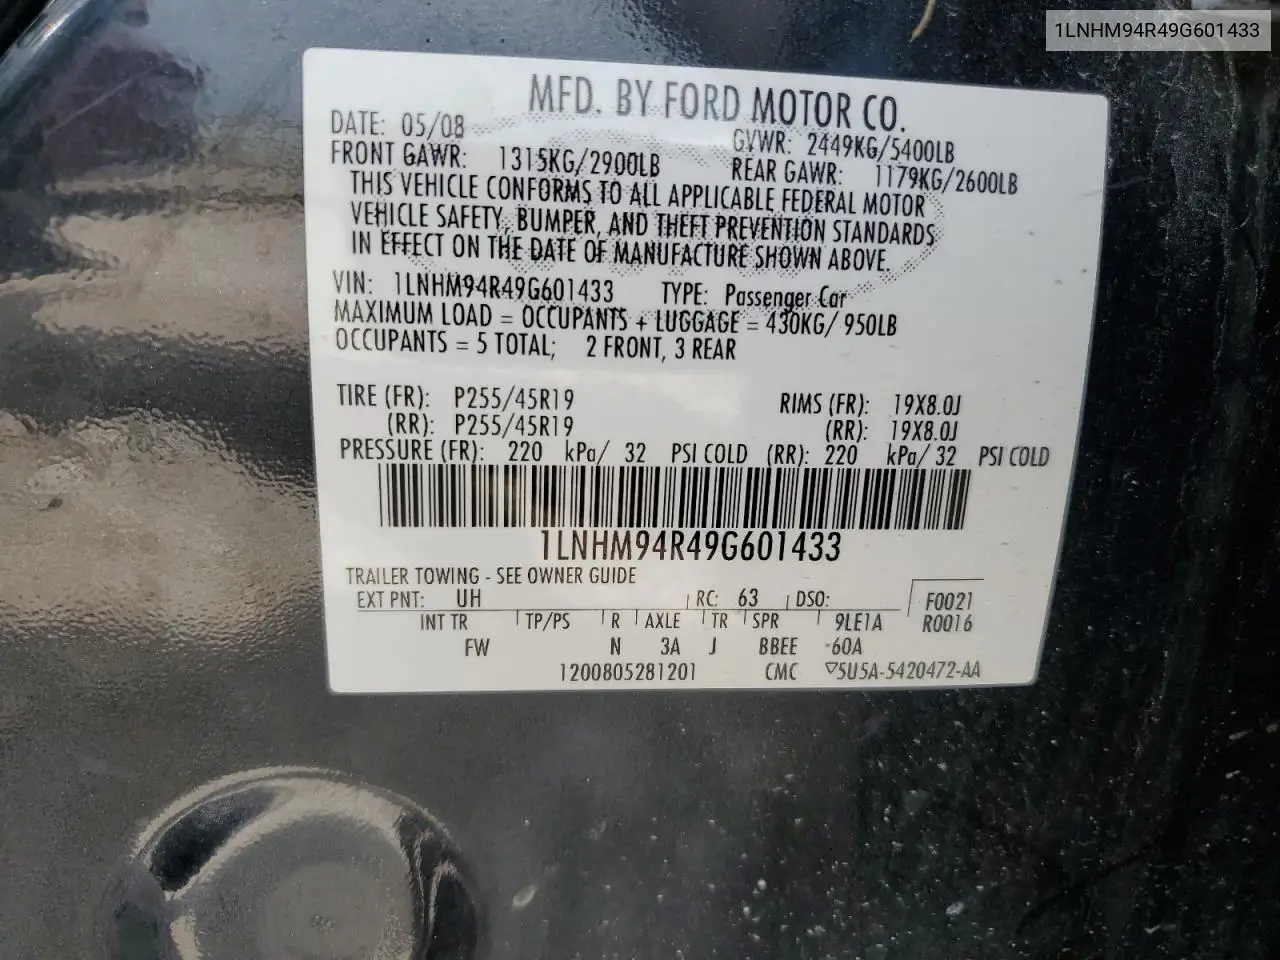 1LNHM94R49G601433
MFD. BY FORD MOTOR CO.
DATE: 05/08 GVWR: 2449KG/5400LB
FRONT GAWR: 1315KG/2900LB REAR GAWR: 1179KG/2600LB
THIS VEHICLE CONFORMS TO ALL APPLICABLE FEDERAL MOTOR
VEHICLE SAFETY, BUMPER, AND THEFT PREVENTION STANDARDS
IN EFFECT ON THE DATE OF MANUFACTURE SHOWN ABOVE.
VIN: 1LNHM94R49G601433 TYPE: Passenger Car
MAXIMUM LOAD = OCCUPANTS + LUGGAGE = 430KG/ 950LB
OCCUPANTS = 5 TOTAL; 2 FRONT, 3 REAR
TIRE (FR): P255/45R19 RIMS (FR): 19X8.0J
(RR): P255/45R19 (RR): 19X8.0J
PRESSURE (FR): 220 kPa/ 32 PSI COLD (RR): 220 kPa/ 32 PSI COLD
1LNHM94R49G601433
TRAILER TOWING - SEE OWNER GUIDE
EXT PNT: UH RC: 63 DSO: F0021
INT TR TP/PS R AXLE TR SPR 9LE1A R0016
FW N 3A J BBEE -60A
1200805281201 CMC ▽5U5A-5420472-AA